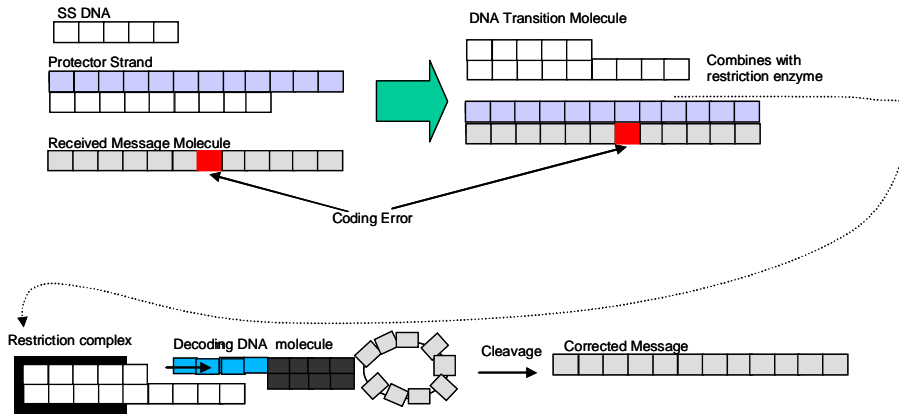 SS DNA
DNA Transition Molecule
Protector Strand
Combines with
restriction enzyme
Received Message Molecule
Coding Error
Restriction complex
Decoding DNA molecule
Cleavage
Corrected Message